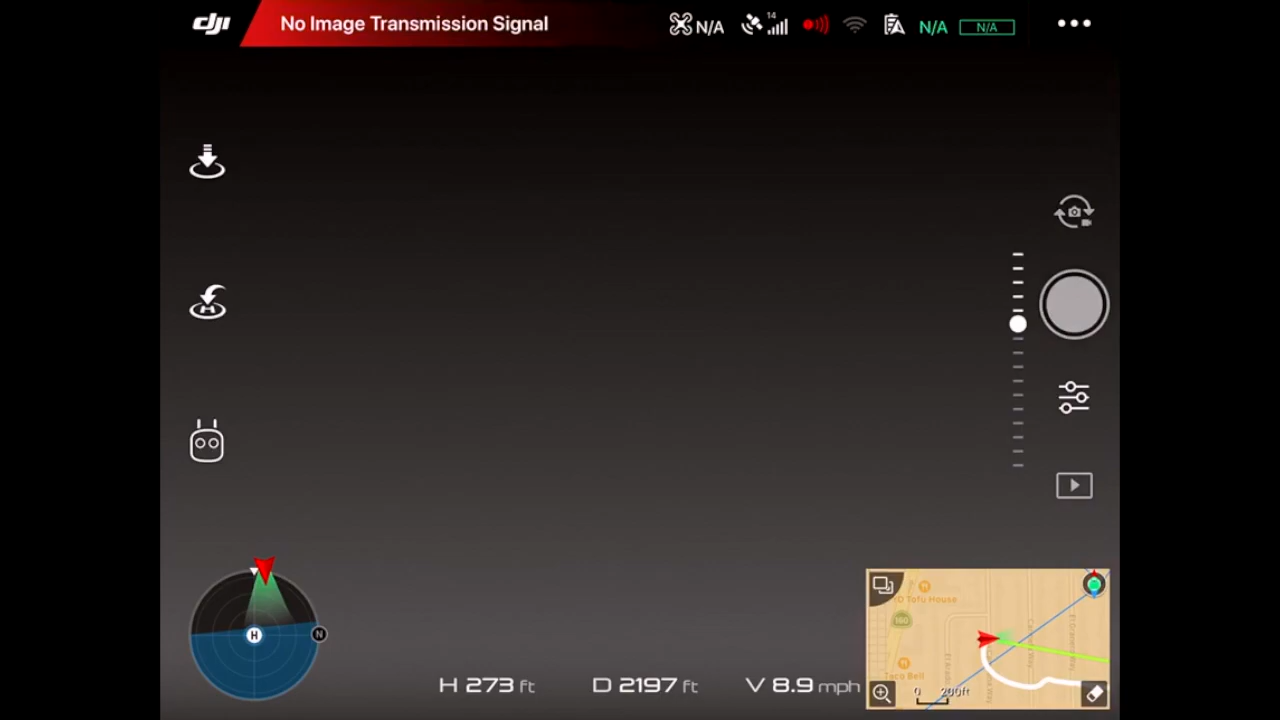 dji
No Image Transmission Signal
N/A
14
N/A
N/A
H
H
N
H 273 ft
D 2197 ft
V 8.9 mph
Tofu House
160
Taco Bell
0 200ft